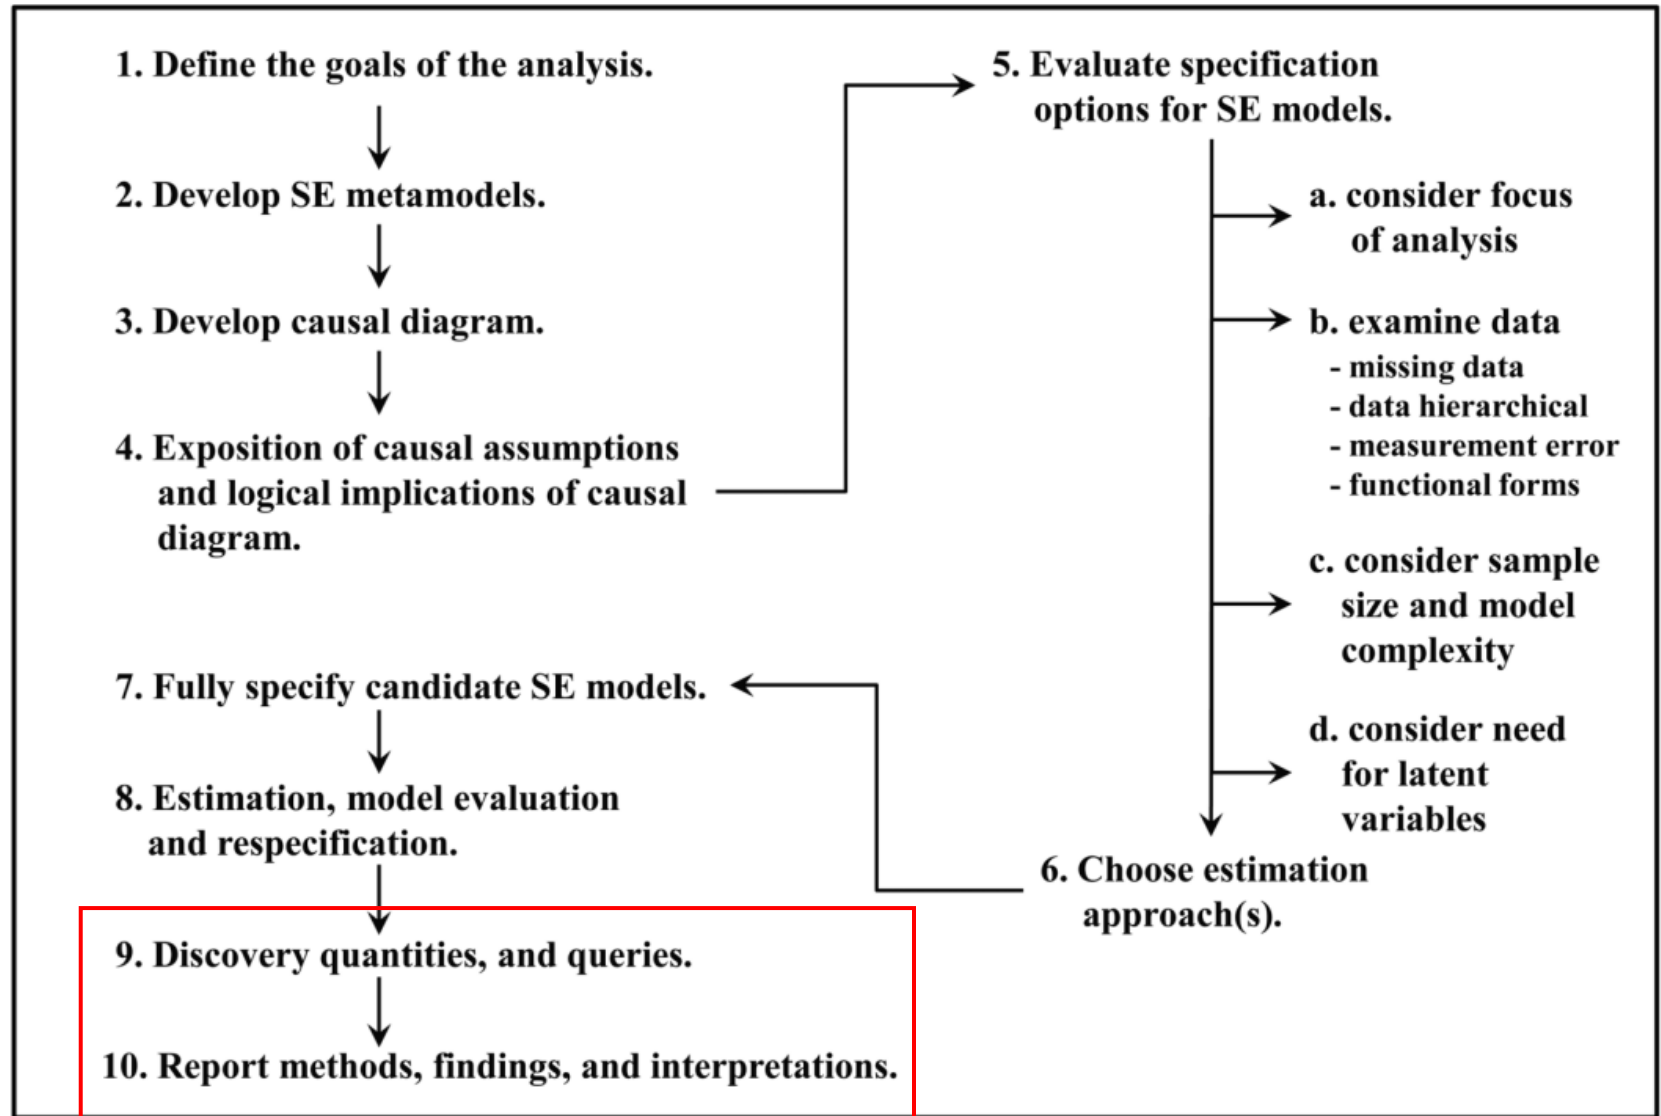 1. Define the goals of the analysis.
2. Develop SE metamodels.
3. Develop causal diagram.
4. Exposition of causal assumptions
and logical implications of causal
diagram.
5. Evaluate specification
options for SE models.
a. consider focus
of analysis
b. examine data
- missing data
- data hierarchical
- measurement error
- functional forms
c. consider sample
size and model
complexity
d. consider need
for latent
variables
6. Choose estimation
approach(s).
7. Fully specify candidate SE models.
8. Estimation, model evaluation
and respecification.
9. Discovery quantities, and queries.
10. Report methods, findings, and interpretations.